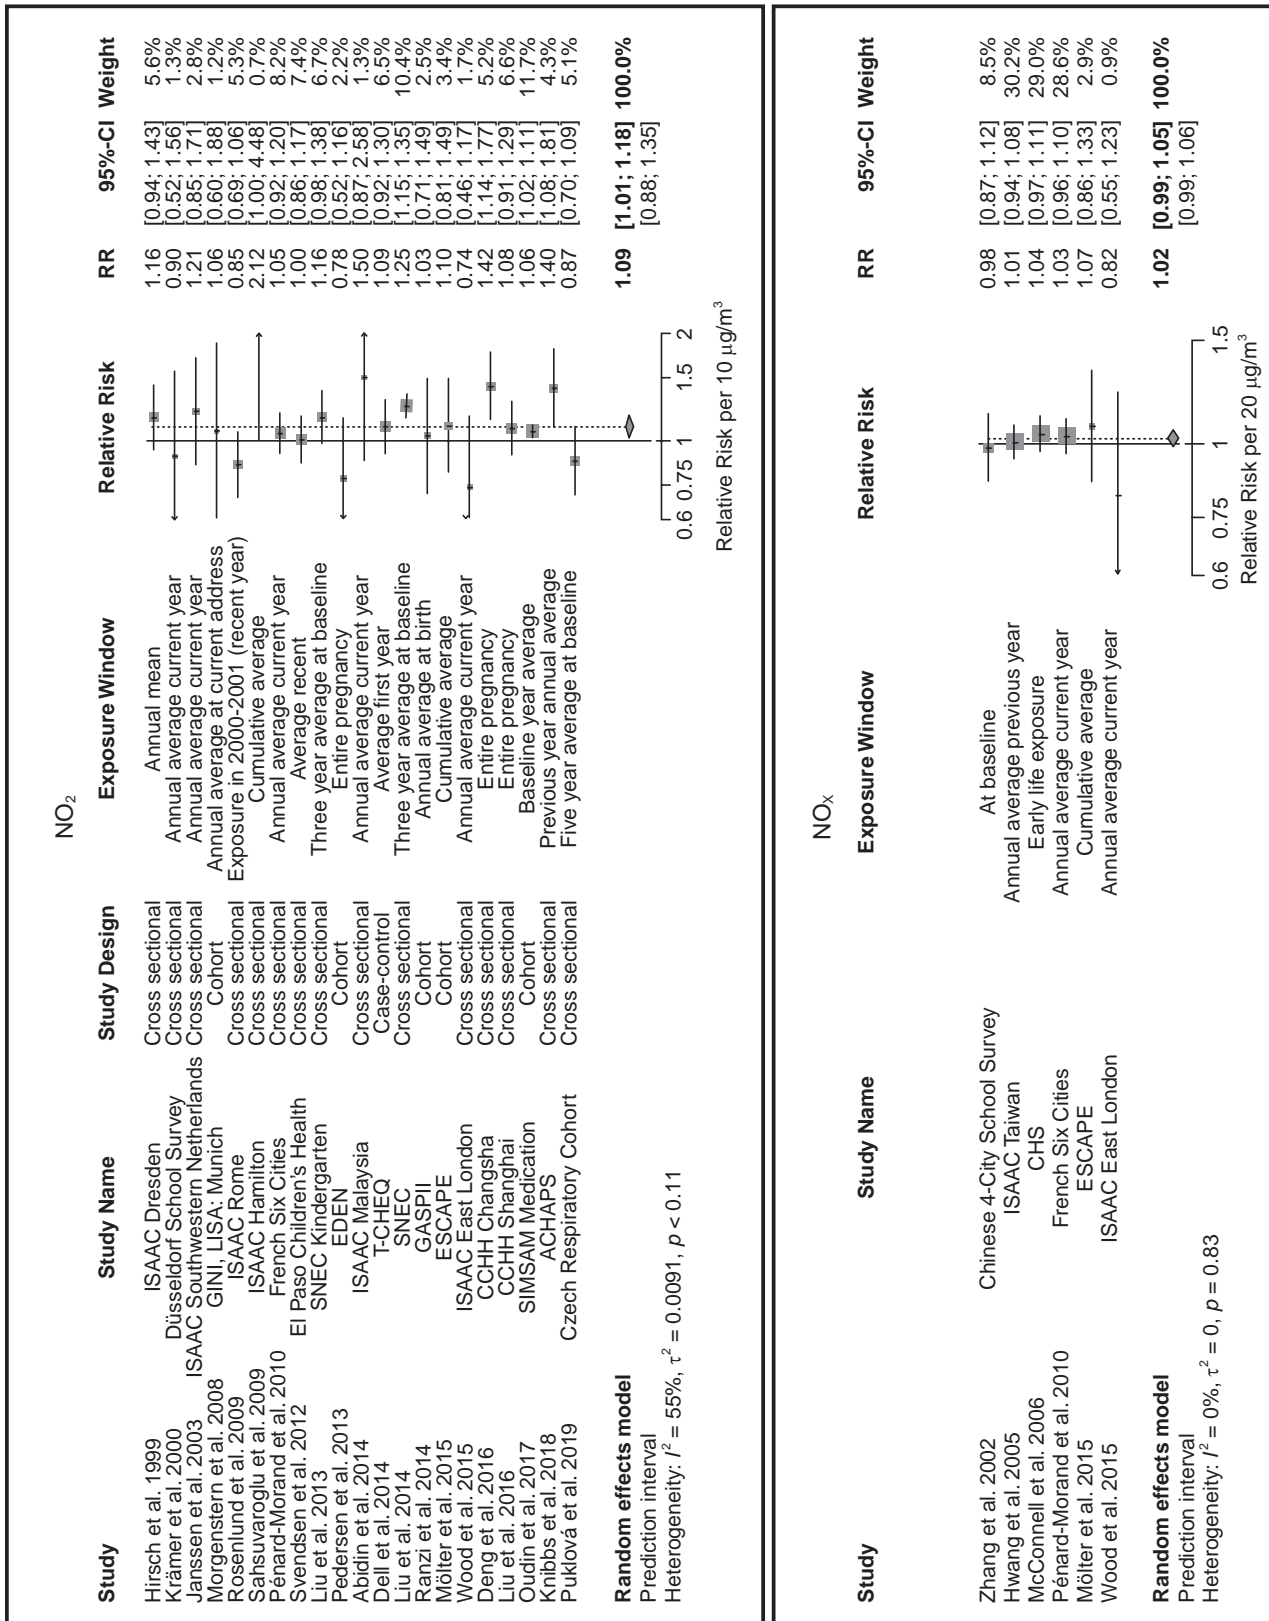 NO₂
Study Study Name Study Design Exposure Window Relative Risk RR 95%-CI Weight
Hirsch et al. 1999 ISAAC Dresden Cross sectional Annual mean 1.16 [0.94; 1.43] 5.6%
Krämer et al. 2000 Düsseldorf School Survey Cross sectional Annual average current year 0.90 [0.52; 1.56] 1.3%
Janssen et al. 2003 ISAAC Southwestern Netherlands Cross sectional Annual average current year 1.21 [0.85; 1.71] 2.8%
Morgenstern et al. 2008 GINI, LISA: Munich Cohort Annual average at current address 1.06 [0.60; 1.88] 1.2%
Rosenlund et al. 2009 ISAAC Rome Cross sectional Exposure in 2000-2001 (recent year) 0.85 [0.69; 1.06] 5.3%
Sahsuvaroglu et al. 2009 ISAAC Hamilton Cross sectional Cumulative average 2.12 [1.00; 4.48] 0.7%
Pénard-Morand et al. 2010 French Six Cities Cross sectional Annual average current year 1.05 [0.92; 1.20] 8.2%
Svendsen et al. 2012 El Paso Children's Health Cross sectional Average recent 1.00 [0.86; 1.17] 7.4%
Liu et al. 2013 SNEC Kindergarten Cross sectional Three year average at baseline 1.16 [0.98; 1.38] 6.7%
Pedersen et al. 2013 EDEN Cohort Entire pregnancy 0.78 [0.52; 1.16] 2.2%
Abidin et al. 2014 ISAAC Malaysia Cross sectional Annual average current year 1.50 [0.87; 2.58] 1.3%
Dell et al. 2014 T-CHEQ Case-control Average first year 1.09 [0.92; 1.30] 6.5%
Liu et al. 2014 SNEC Cross sectional Three year average at baseline 1.25 [1.15; 1.35] 10.4%
Ranzi et al. 2014 GASPII Cohort Annual average at birth 1.03 [0.71; 1.49] 2.5%
Mölter et al. 2015 ESCAPE Cohort Cumulative average 1.10 [0.81; 1.49] 3.4%
Wood et al. 2015 ISAAC East London Cross sectional Annual average current year 0.74 [0.46; 1.17] 1.7%
Deng et al. 2016 CCHH Changsha Cross sectional Entire pregnancy 1.42 [1.14; 1.77] 5.2%
Liu et al. 2016 CCHH Shanghai Cross sectional Entire pregnancy 1.08 [0.91; 1.29] 6.6%
Oudin et al. 2017 SIMSAM Medication Cohort Baseline year average 1.06 [1.02; 1.11] 11.7%
Knibbs et al. 2018 ACHAPS Cross sectional Previous year annual average 1.40 [1.08; 1.81] 4.3%
Puklová et al. 2019 Czech Respiratory Cohort Cross sectional Five year average at baseline 0.87 [0.70; 1.09] 5.1%
Random effects model 1.09 [1.01; 1.18] 100.0%
Prediction interval [0.88; 1.35]
Heterogeneity: I² = 55%, τ² = 0.0091, p < 0.11
0.6 0.75 1 1.5 2
Relative Risk per 10 µg/m³
NOₓ
Study Study Name Exposure Window Relative Risk RR 95%-CI Weight
Zhang et al. 2002 Chinese 4-City School Survey At baseline 0.98 [0.87; 1.12] 8.5%
Hwang et al. 2005 ISAAC Taiwan Annual average previous year 1.01 [0.94; 1.08] 30.2%
McConnell et al. 2006 CHS Early life exposure 1.04 [0.97; 1.11] 29.0%
Pénard-Morand et al. 2010 French Six Cities Annual average current year 1.03 [0.96; 1.10] 28.6%
Mölter et al. 2015 ESCAPE Cumulative average 1.07 [0.86; 1.33] 2.9%
Wood et al. 2015 ISAAC East London Annual average current year 0.82 [0.55; 1.23] 0.9%
Random effects model 1.02 [0.99; 1.05] 100.0%
Prediction interval [0.99; 1.06]
Heterogeneity: I² = 0%, τ² = 0, p = 0.83
0.6 0.75 1 1.5
Relative Risk per 20 µg/m³